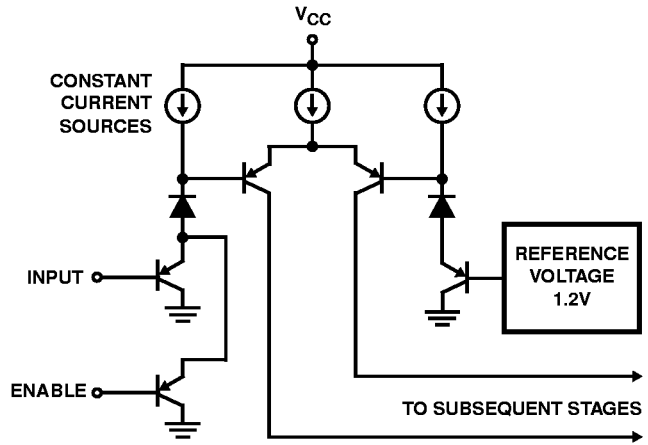 VCC
CONSTANT
CURRENT
SOURCES
REFERENCE
VOLTAGE
1.2V
INPUT
ENABLE
TO SUBSEQUENT STAGES